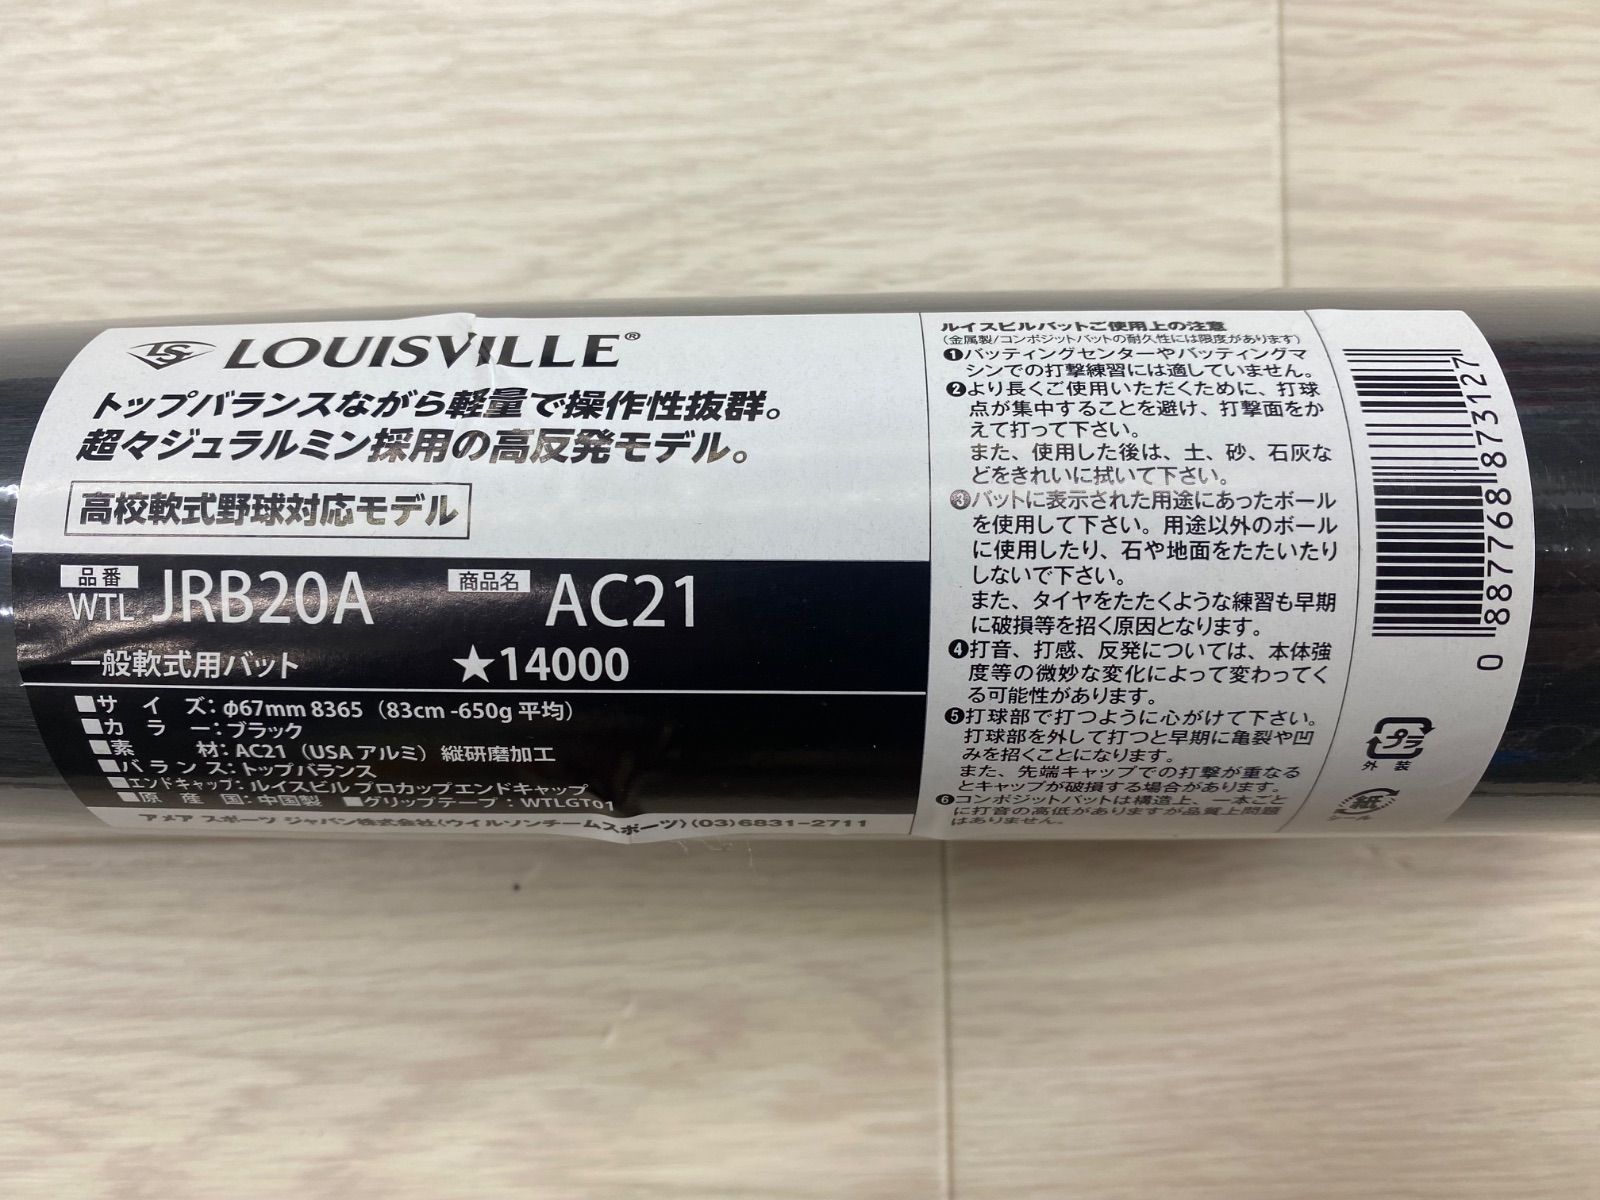 LS LOUISVILLE®
トップバランスながら軽量で操作性抜群。
超々ジュラルミン採用の高反発モデル。
高校軟式野球対応モデル
品番 WTL JRB20A 商品名 AC21
一般軟式用バット ★14000
■サイズ：φ67mm 8365（83cm -650g 平均）
■カラー：ブラック
■素材：AC21（USA アルミ）縦研磨加工
■バランス：トップバランス
■エンドキャップ：ルイスビル プロカップエンドキャップ
■原産国：中国製 ■グリップテープ：WTLGT01
アメア スポーツ ジャパン株式会社（ウイルソンチームスポーツ）（03）6831-2711
ルイスビルバットご使用上の注意
（金属製/コンポジットバットの耐久性には限度があります）
❶バッティングセンターやバッティングマ
シンでの打撃練習には適していません。
❷より長くご使用いただくために、打球
点が集中することを避け、打撃面をか
えて打って下さい。
また、使用した後は、土、砂、石灰な
どをきれいに拭いて下さい。
❸バットに表示された用途にあったボール
を使用して下さい。用途以外のボール
に使用したり、石や地面をたたいたり
しないで下さい。
また、タイヤをたたくような練習も早期
に破損等を招く原因となります。
❹打音、打感、反発については、本体強
度等の微妙な変化によって変わってく
る可能性があります。
❺打球部で打つように心がけて下さい。
打球部を外して打つと早期に亀裂や凹
みを招くことになります。
また、先端キャップでの打撃が重なる
とキャップが破損する場合があります。
❻コンポジットバットは構造上、一本ごと
に打音の高低がありますが品質上問題
はありません。
0 887768 873127
プラ
外装
紙
シール